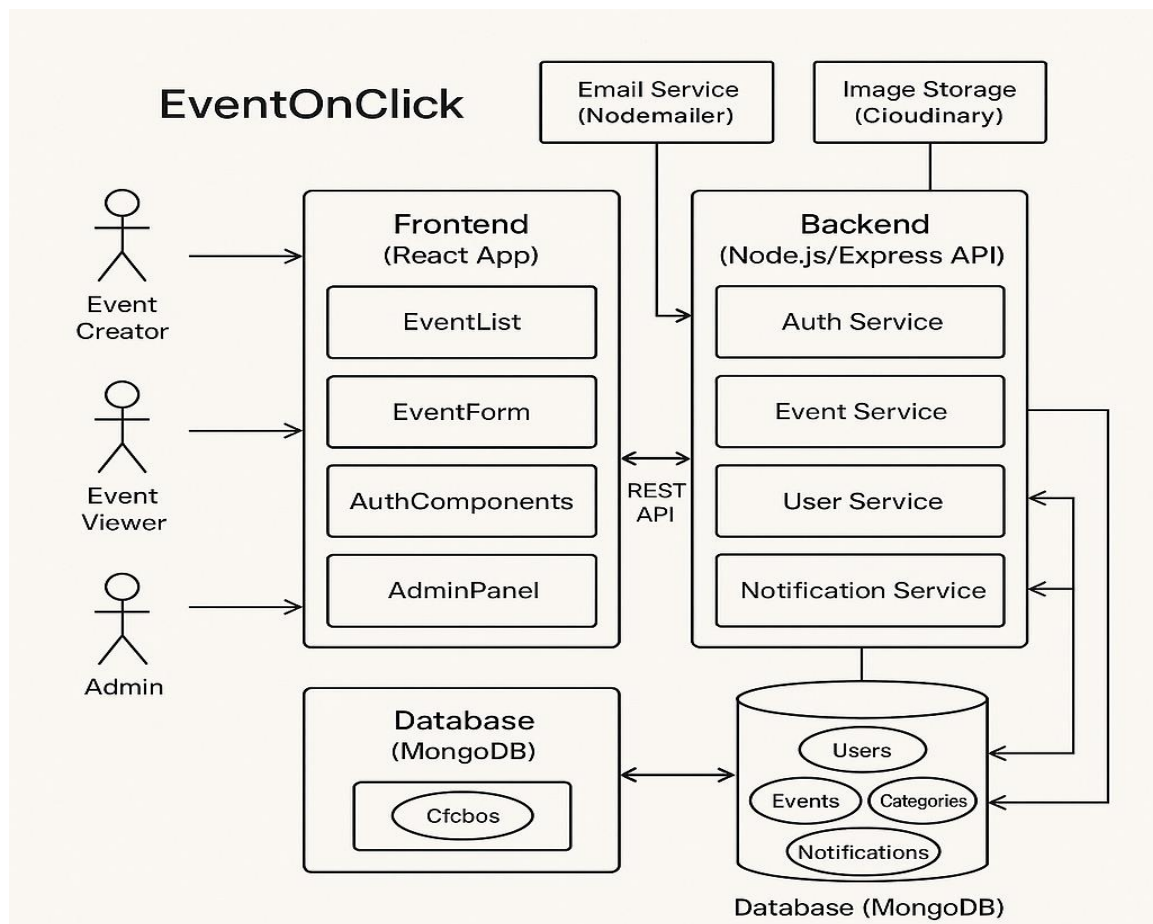 EventOnClick
Email Service
(Nodemailer)
Image Storage
(Cioudinary)
Event
Creator
Event
Viewer
Admin
Frontend
(React App)
EventList
EventForm
AuthComponents
AdminPanel
REST
API
Backend
(Node.js/Express API)
Auth Service
Event Service
User Service
Notification Service
Database
(MongoDB)
Cfcbos
Users
Events
Categories
Notifications
Database (MongoDB)